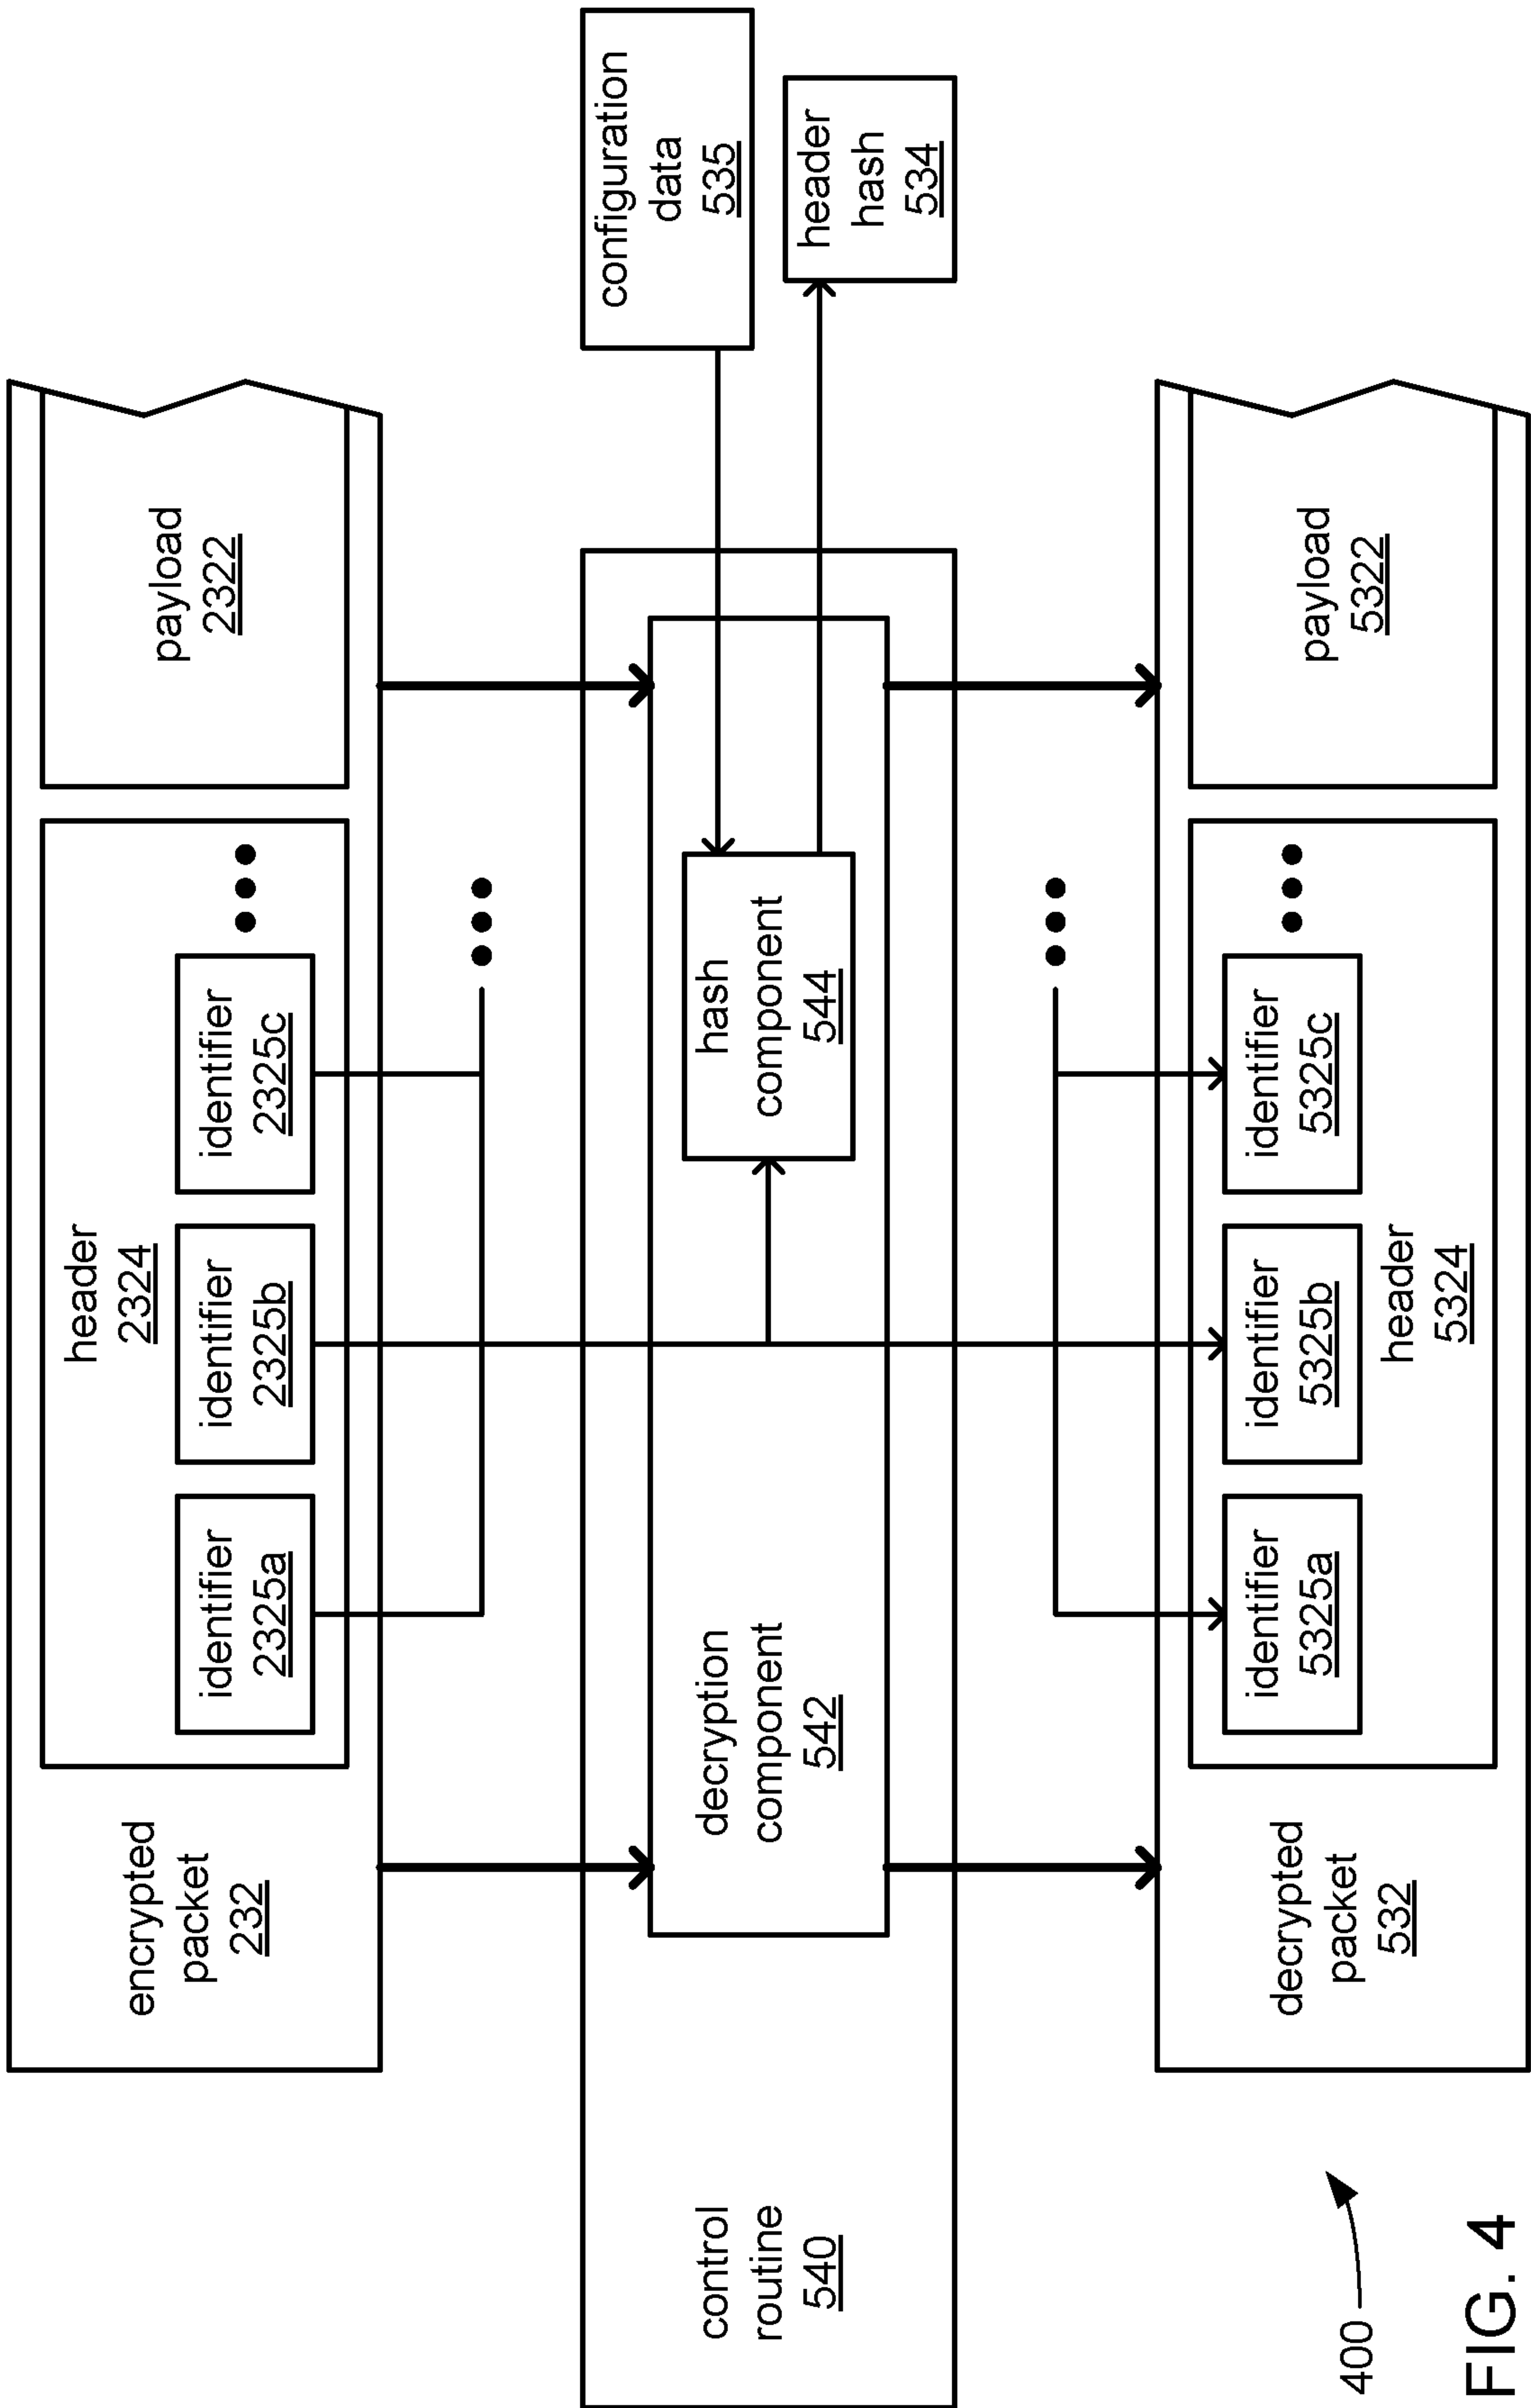 encrypted
packet
232
header
2324
identifier
2325a
identifier
2325b
identifier
2325c
payload
2322
control
routine
540
decryption
component
542
hash
component
544
configuration
data
535
header
hash
534
decrypted
packet
532
identifier
5325a
identifier
5325b
identifier
5325c
header
5324
payload
5322
400
FIG. 4